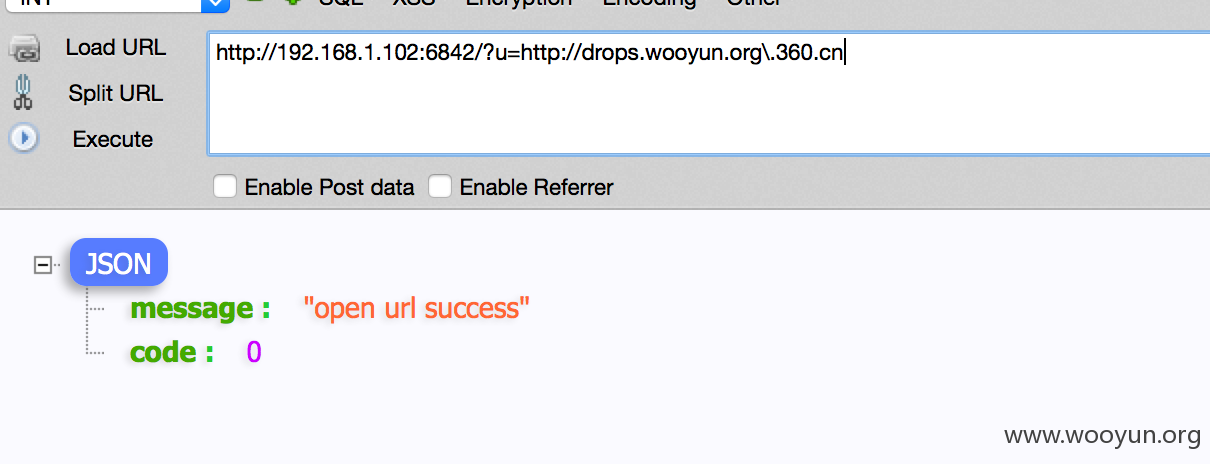 INT SQL XSS Encryption Encoding Other
Load URL
http://192.168.1.102:6842/?u=http://drops.wooyun.org\.360.cn
Split URL
Execute
Enable Post data Enable Referrer
JSON
message : "open url success"
code : 0
www.wooyun.org